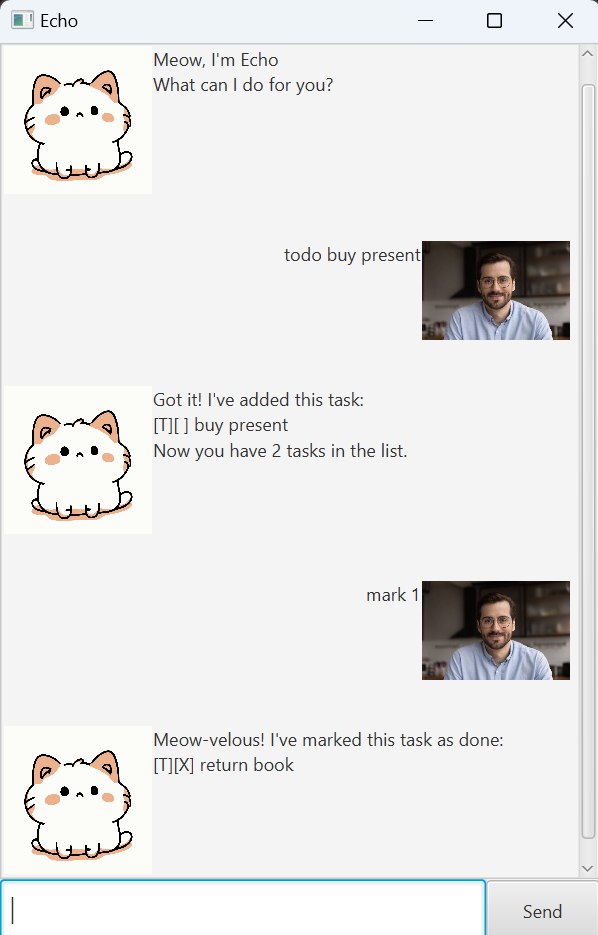 Echo
Meow, I'm Echo
What can I do for you?
todo buy present
Got it! I've added this task:
[T][ ] buy present
Now you have 2 tasks in the list.
mark 1
Meow-velous! I've marked this task as done:
[T][X] return book
Send